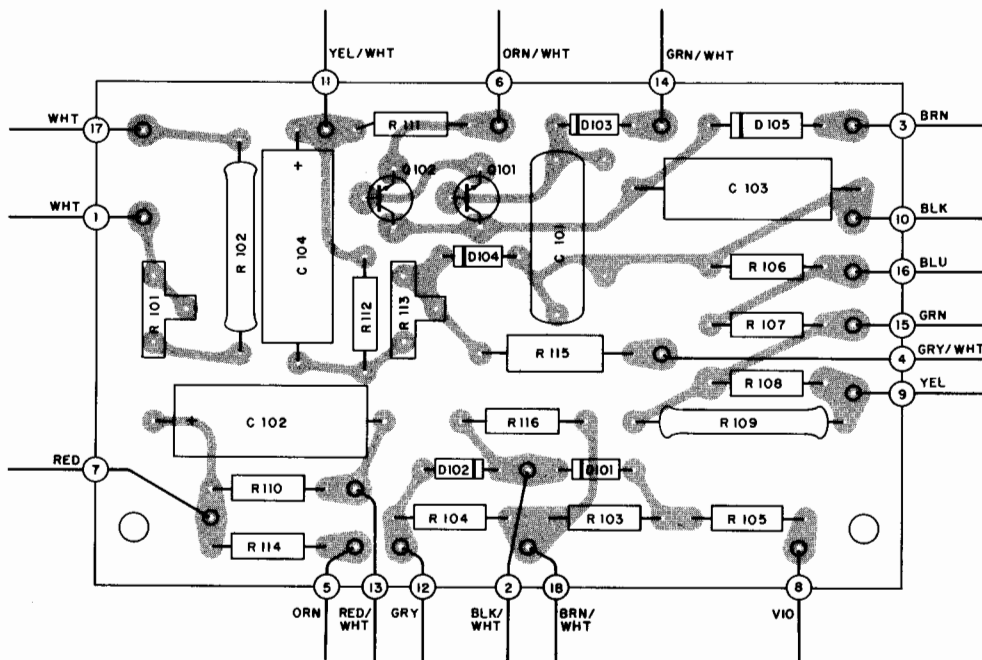 YEL/WHT
ORN/WHT
GRN/WHT
11
6
14
WHT
17
R 111
D103
D 105
3
BRN
+
Q102
Q101
C 103
WHT
1
10
BLK
R 102
C 104
C 101
D104
R 106
16
BLU
R 101
R 112
R 113
R 107
15
GRN
R 115
4
GRY/WHT
R 108
9
YEL
+
C 102
R 116
R 109
RED
7
D102
D101
R 110
R 104
R 103
R 105
R 114
5
13
12
2
18
8
ORN
RED/
WHT
GRY
BLK/
WHT
BRN/
WHT
VIO